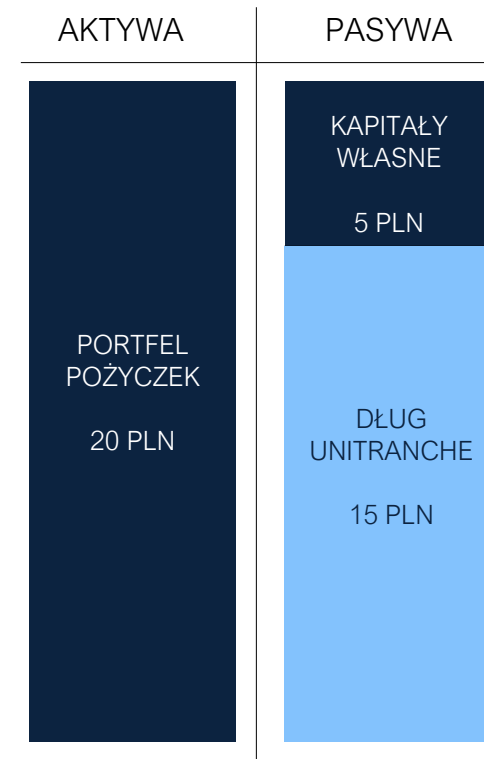 AKTYWA
PASYWA
PORTFEL
POŻYCZEK
20 PLN
KAPITAŁY
WŁASNE
5 PLN
DŁUG
UNITRANCHE
15 PLN